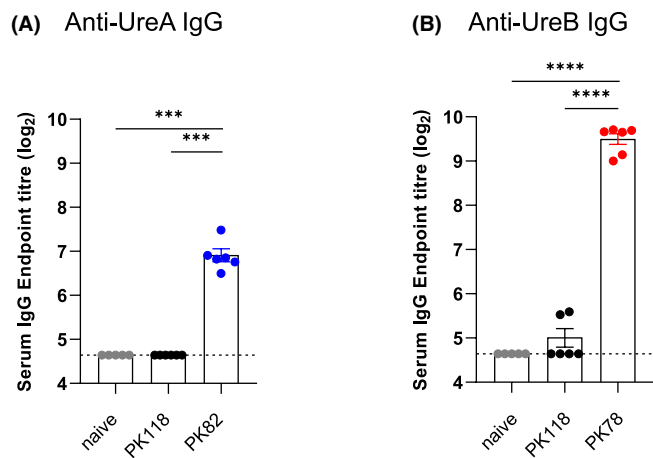 (A) Anti-UreA IgG
***
***
Serum IgG Endpoint titre (log₂)
10
9
8
7
6
5
4
naive
PK118
PK82
(B) Anti-UreB IgG
****
****
Serum IgG Endpoint titre (log₂)
10
9
8
7
6
5
4
naive
PK118
PK78